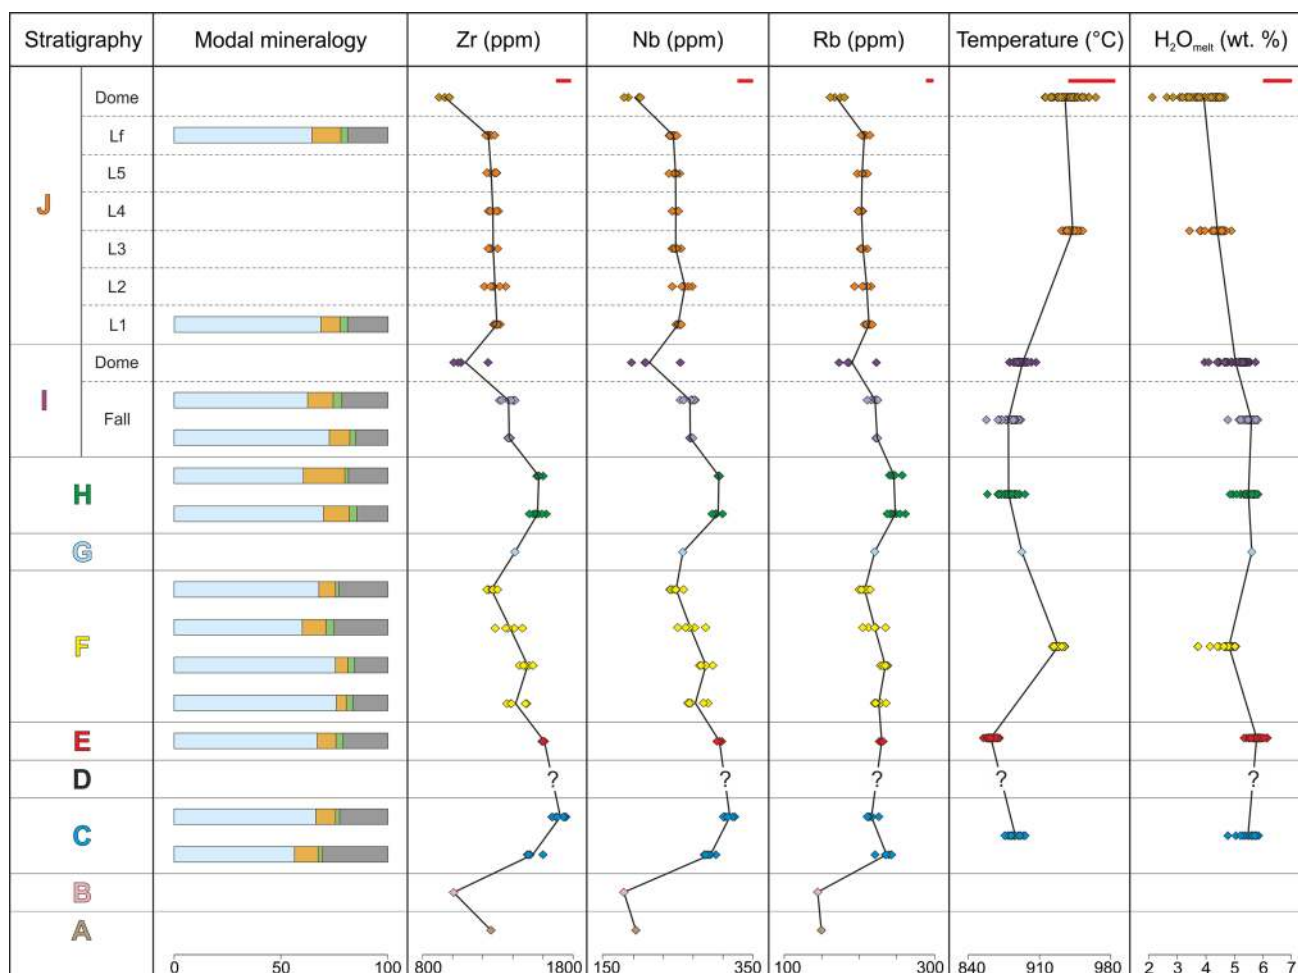 Stratigraphy Modal mineralogy Zr (ppm) Nb (ppm) Rb (ppm) Temperature (°C) H₂Omelt (wt. %)
Dome
Lf
L5
J L4
L3
L2
L1
Dome
I
Fall
H
G
F
E
D ? ? ? ? ?
C
B
A
0 50 100 800 1800 150 350 100 300 840 910 980 2 3 4 5 6 7